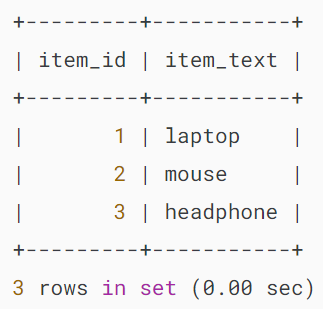 +---------+-----------+
| item_id | item_text |
+---------+-----------+
|       1 | laptop    |
|       2 | mouse     |
|       3 | headphone |
+---------+-----------+
3 rows in set (0.00 sec)